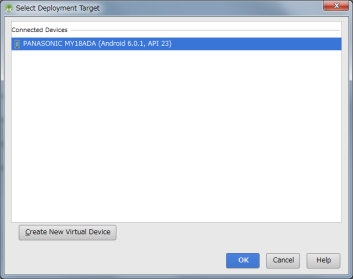 Select Deployment Target
Connected Devices
PANASONIC MY18ADA (Android 6.0.1, API 23)
Create New Virtual Device
OK
Cancel
Help